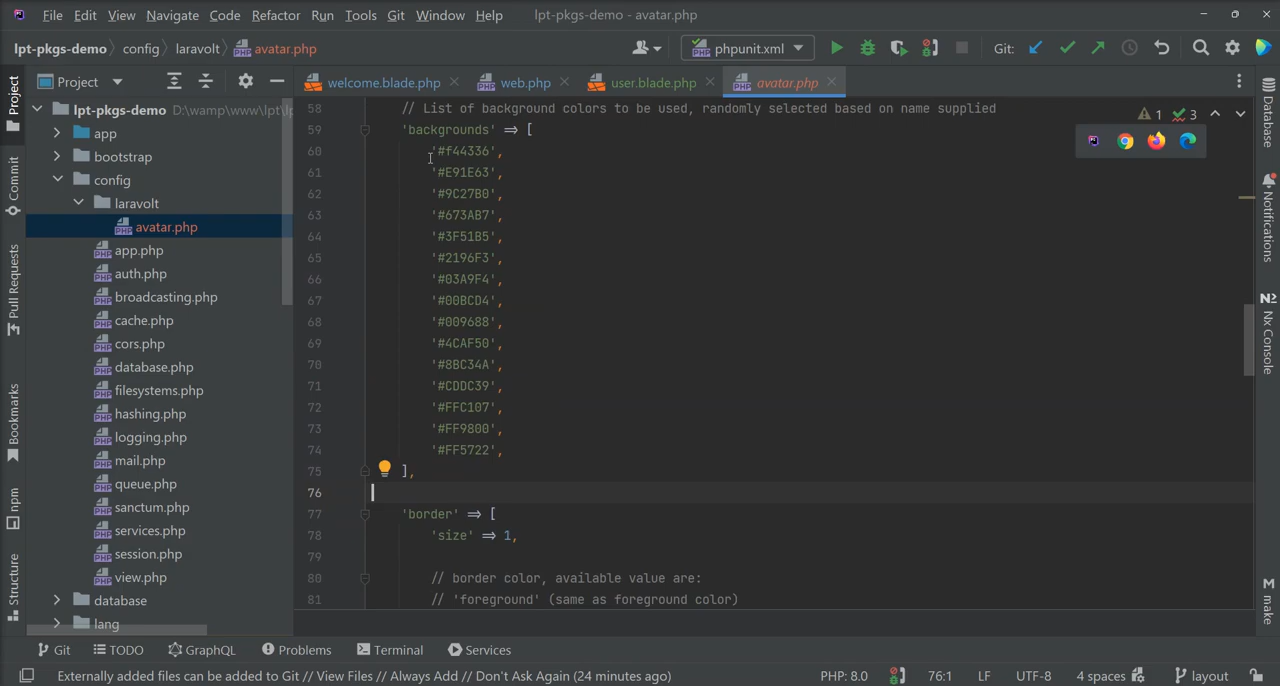 File Edit View Navigate Code Refactor Run Tools Git Window Help lpt-pkgs-demo - avatar.php
lpt-pkgs-demo config laravolt avatar.php phpunit.xml Git:
Project welcome.blade.php web.php user.blade.php avatar.php
Project
Commit
Pull Requests
Bookmarks
npm
Structure
lpt-pkgs-demo D:\wamp\www\lpt\l
app
bootstrap
config
laravolt
avatar.php
app.php
auth.php
broadcasting.php
cache.php
cors.php
database.php
filesystems.php
hashing.php
logging.php
mail.php
queue.php
sanctum.php
services.php
session.php
view.php
database
lang
1 3
58 // List of background colors to be used, randomly selected based on name supplied
59 'backgrounds' => [
60 '#f44336',
61 '#E91E63',
62 '#9C27B0',
63 '#673AB7',
64 '#3F51B5',
65 '#2196F3',
66 '#03A9F4',
67 '#00BCD4',
68 '#009688',
69 '#4CAF50',
70 '#8BC34A',
71 '#CDDC39',
72 '#FFC107',
73 '#FF9800',
74 '#FF5722',
75 ],
76
77 'border' => [
78 'size' => 1,
79
80 // border color, available value are:
81 // 'foreground' (same as foreground color)
Database
Notifications
Nx Console
make
Git TODO GraphQL Problems Terminal Services
Externally added files can be added to Git // View Files // Always Add // Don't Ask Again (24 minutes ago) PHP: 8.0 76:1 LF UTF-8 4 spaces layout